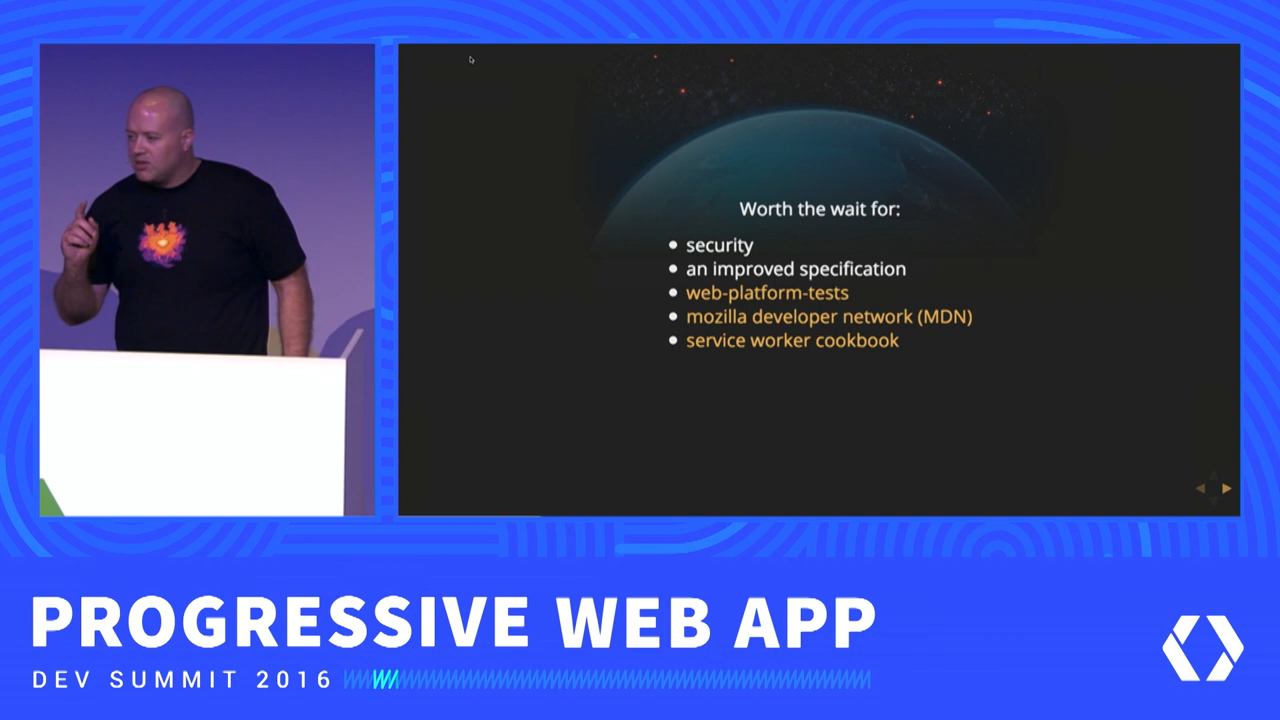 Worth the wait for:
security
an improved specification
web-platform-tests
mozilla developer network (MDN)
service worker cookbook
PROGRESSIVE WEB APP
DEV SUMMIT 2016